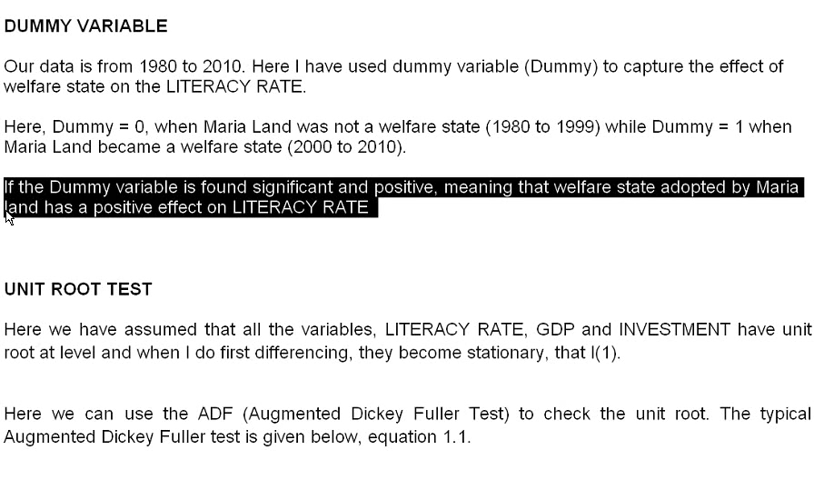 DUMMY VARIABLE
Our data is from 1980 to 2010. Here I have used dummy variable (Dummy) to capture the effect of
welfare state on the LITERACY RATE.
Here, Dummy = 0, when Maria Land was not a welfare state (1980 to 1999) while Dummy = 1 when
Maria Land became a welfare state (2000 to 2010).
If the Dummy variable is found significant and positive, meaning that welfare state adopted by Maria
land has a positive effect on LITERACY RATE
UNIT ROOT TEST
Here we have assumed that all the variables, LITERACY RATE, GDP and INVESTMENT have unit
root at level and when I do first differencing, they become stationary, that I(1).
Here we can use the ADF (Augmented Dickey Fuller Test) to check the unit root. The typical
Augmented Dickey Fuller test is given below, equation 1.1.